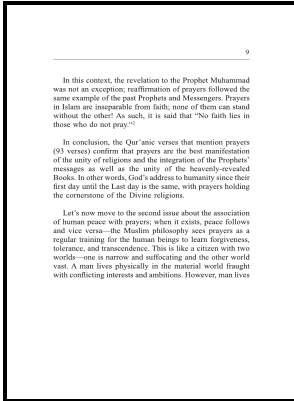 9
In this context, the revelation to the Prophet Muhammad
was not an exception; reaffirmation of prayers followed the
same example of the past Prophets and Messengers. Prayers
in Islam are inseparable from faith; none of them can stand
without the other! As such, it is said that “No faith lies in
those who do not pray.“²
In conclusion, the Qur’anic verses that mention prayers
(93 verses) confirm that prayers are the best manifestation
of the unity of religions and the integration of the Prophets’
messages as well as the unity of the heavenly-revealed
Books. In other words, God’s address to humanity since their
first day until the Last day is the same, with prayers holding
the cornerstone of the Divine religions.
Let’s now move to the second issue about the association
of human peace with prayers; when it exists, peace follows
and vice versa—the Muslim philosophy sees prayers as a
regular training for the human beings to learn forgiveness,
tolerance, and transcendence. This is like a citizen with two
worlds—one is narrow and suffocating and the other world
vast. A man lives physically in the material world fraught
with conflicting interests and ambitions. However, man lives